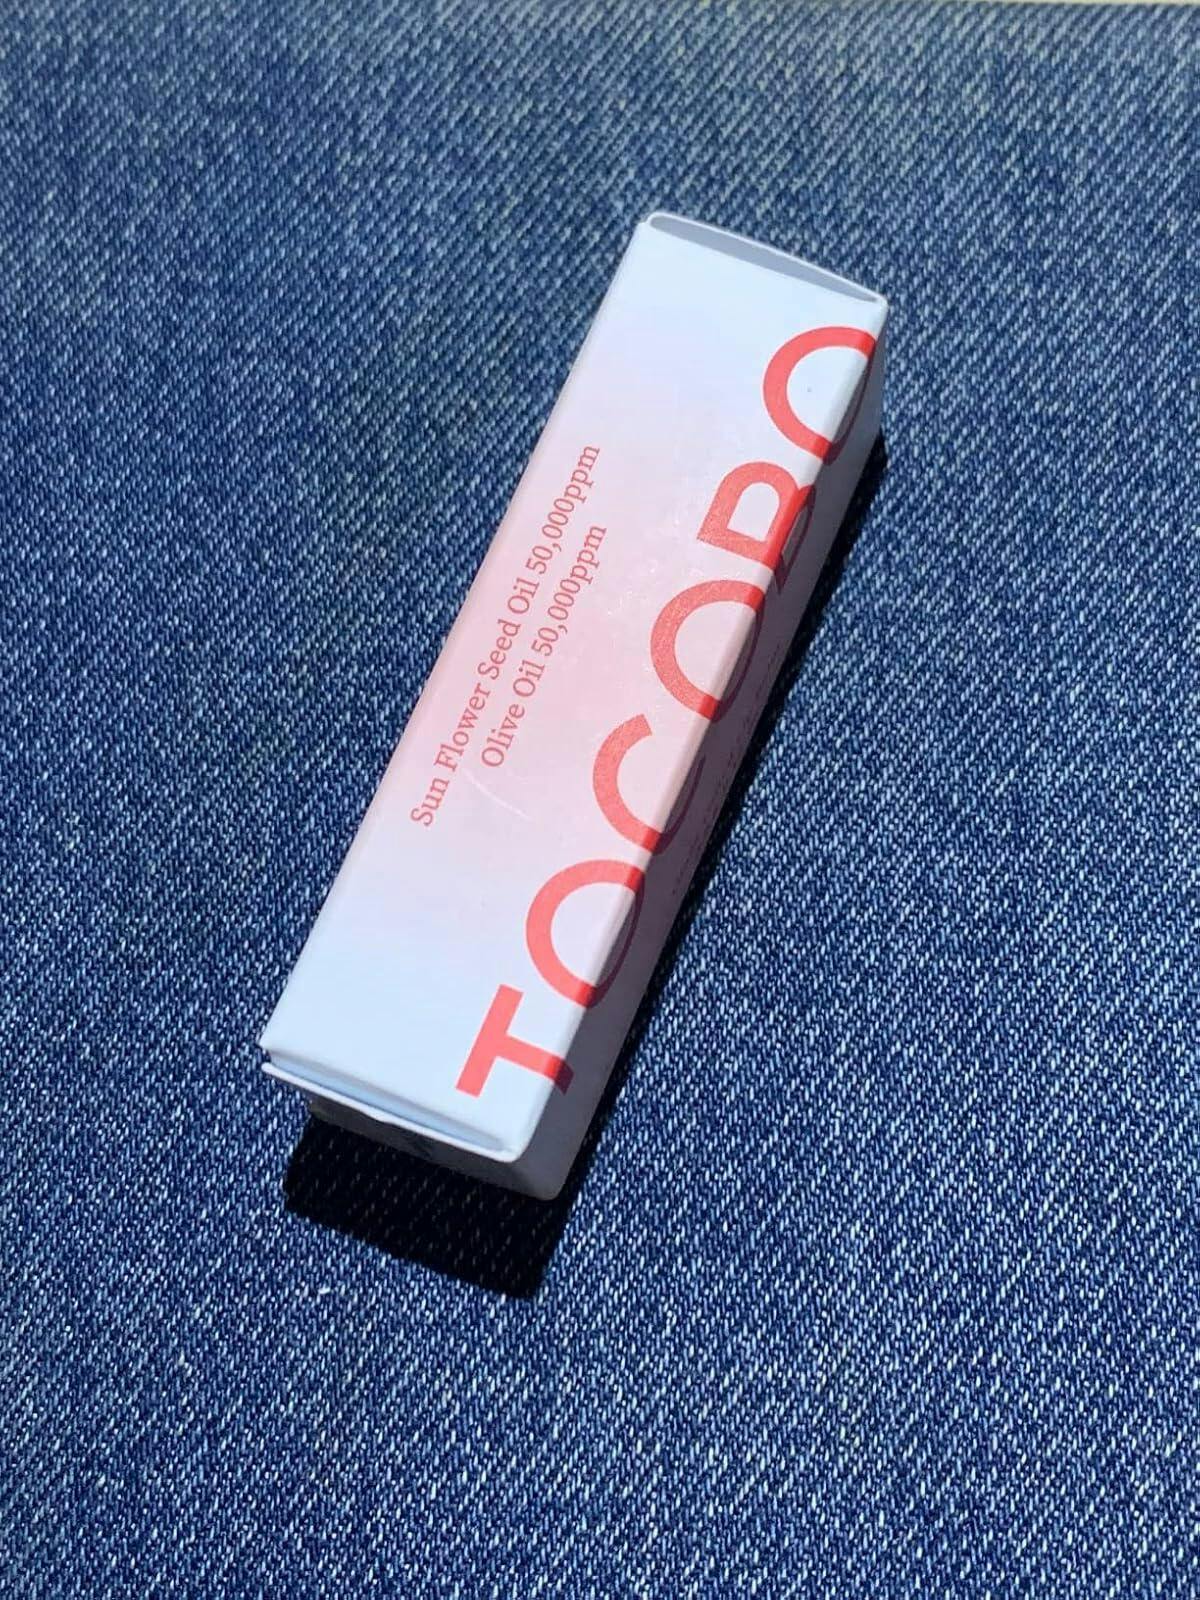 Sun Flower Seed Oil 50,000ppm
Olive Oil 50,000ppm
TOCOBO